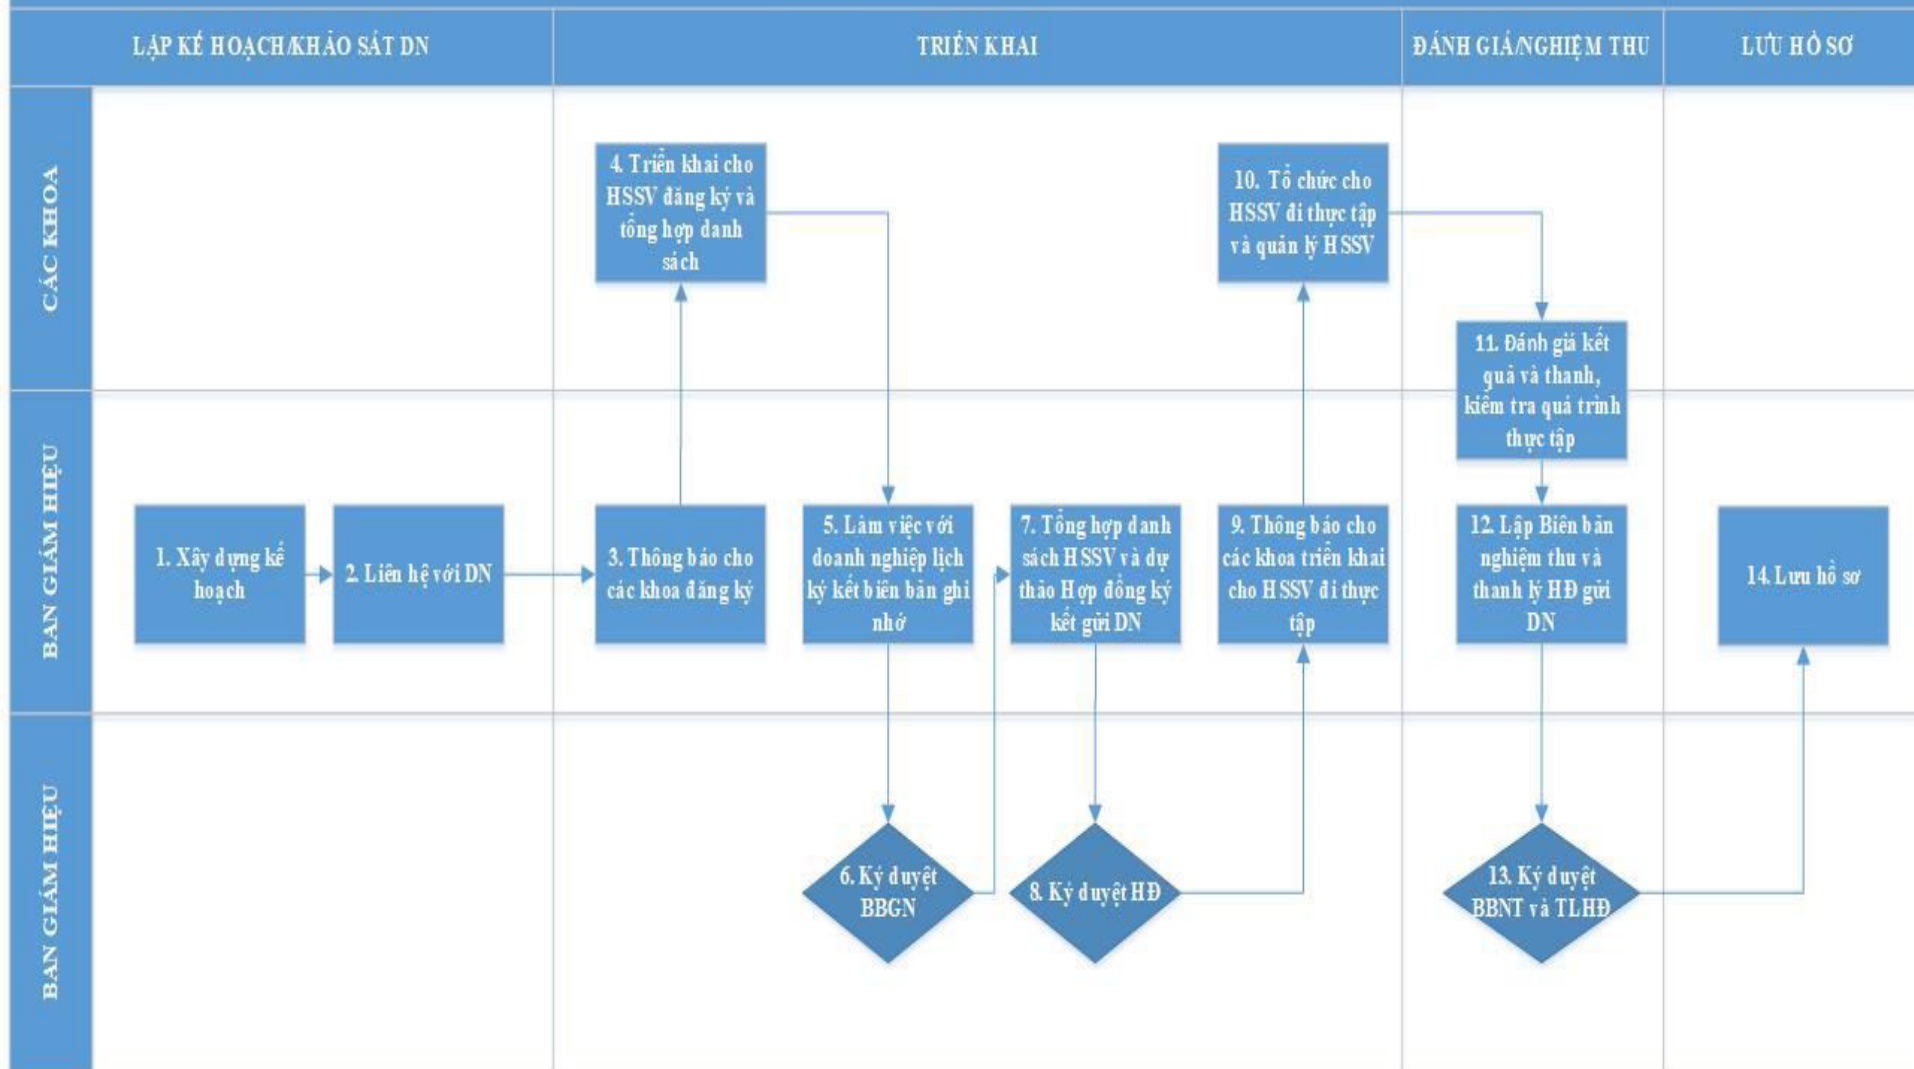 LẬP KẾ HOẠCH/KHẢO SÁT DN
TRIỂN KHAI
ĐÁNH GIÁ/NGHIỆM THU
LƯU HỒ SƠ
CÁC KHOA
4. Triển khai cho
HSSV đăng ký và
tổng hợp danh
sách
10. Tổ chức cho
HSSV đi thực tập
và quản lý HSSV
11. Đánh giá kết
quả và thanh,
kiểm tra quá trình
thực tập
BAN GIÁM HIỆU
1. Xây dựng kế
hoạch
2. Liên hệ với DN
3. Thông báo cho
các khoa đăng ký
5. Làm việc với
doanh nghiệp lịch
ký kết biên bản ghi
nhớ
7. Tổng hợp danh
sách HSSV và dự
thảo Hợp đồng ký
kết gửi DN
9. Thông báo cho
các khoa triển khai
cho HSSV đi thực
tập
12. Lập Biên bản
nghiệm thu và
thanh lý HĐ gửi
DN
14. Lưu hồ sơ
BAN GIÁM HIỆU
6. Ký duyệt
BBGN
8. Ký duyệt HĐ
13. Ký duyệt
BBNT và TLHĐ